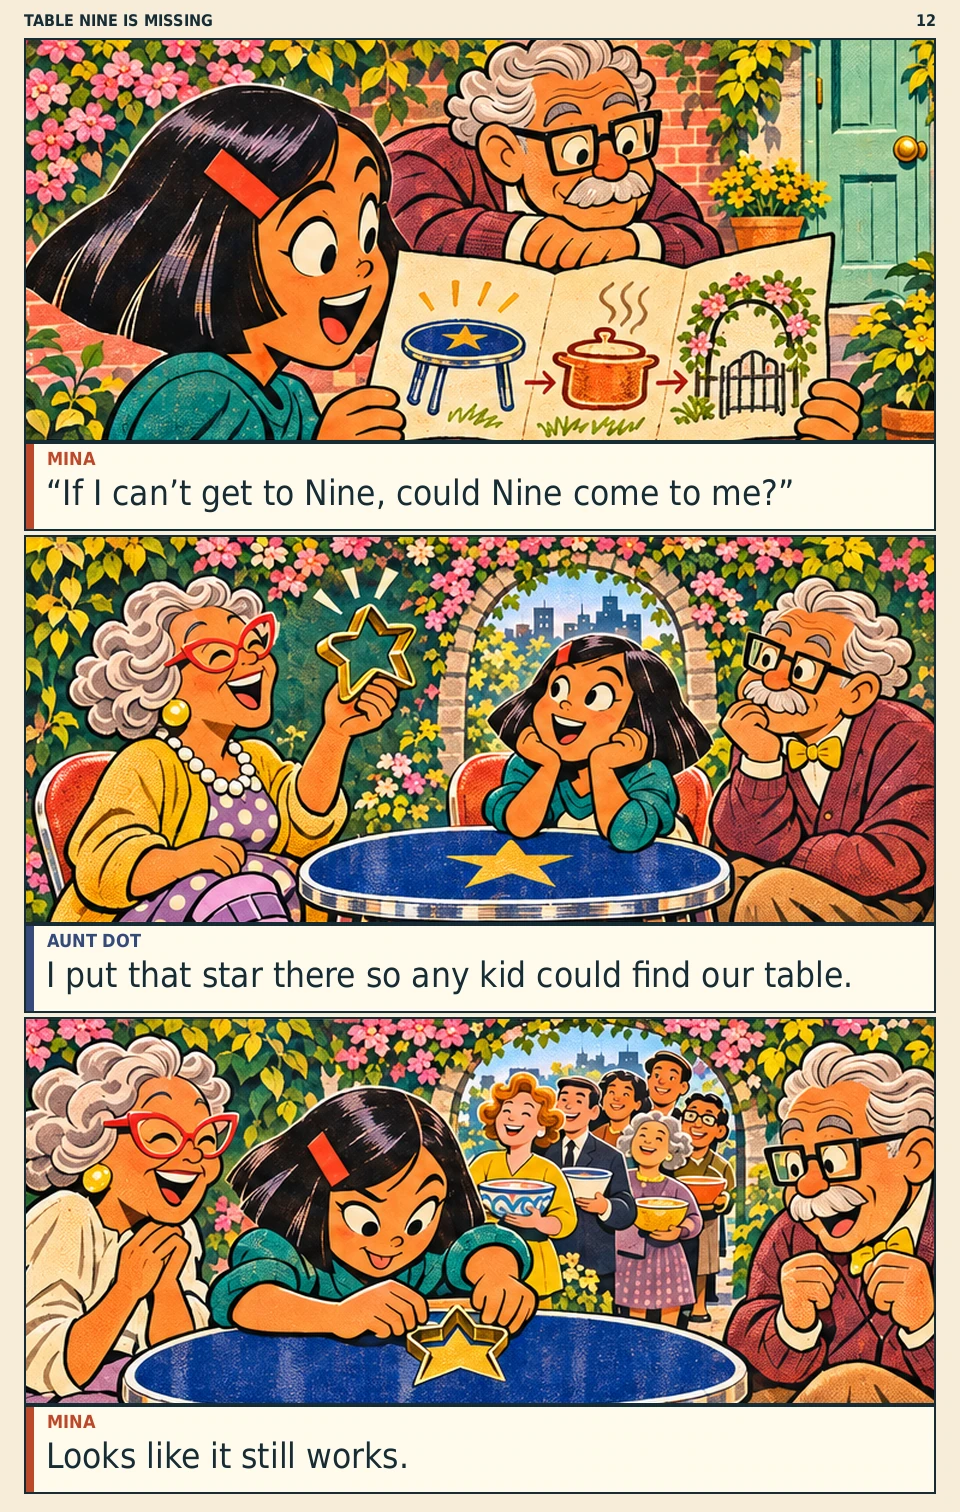 TABLE NINE IS MISSING
12
MINA
“If I can’t get to Nine, could Nine come to me?”
AUNT DOT
I put that star there so any kid could find our table.
MINA
Looks like it still works.